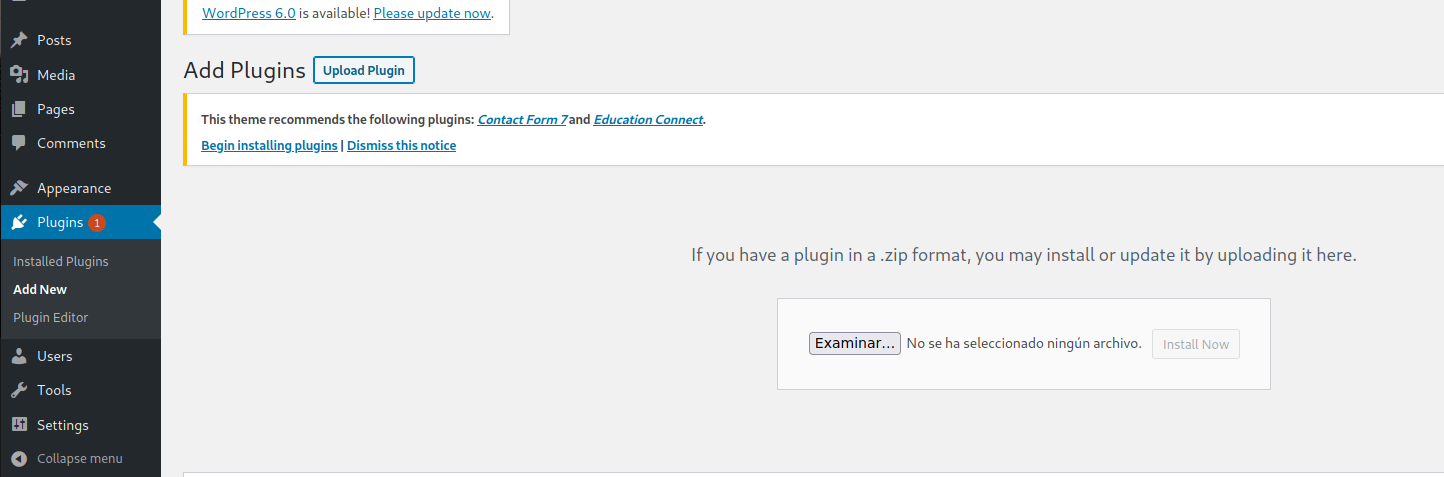 WordPress 6.0 is available! Please update now.
Posts
Media
Pages
Comments
Appearance
Plugins 1
Installed Plugins
Add New
Plugin Editor
Users
Tools
Settings
Collapse menu
Add Plugins Upload Plugin
This theme recommends the following plugins: Contact Form 7 and Education Connect.
Begin installing plugins | Dismiss this notice
If you have a plugin in a .zip format, you may install or update it by uploading it here.
Examinar... No se ha seleccionado ningún archivo. Install Now